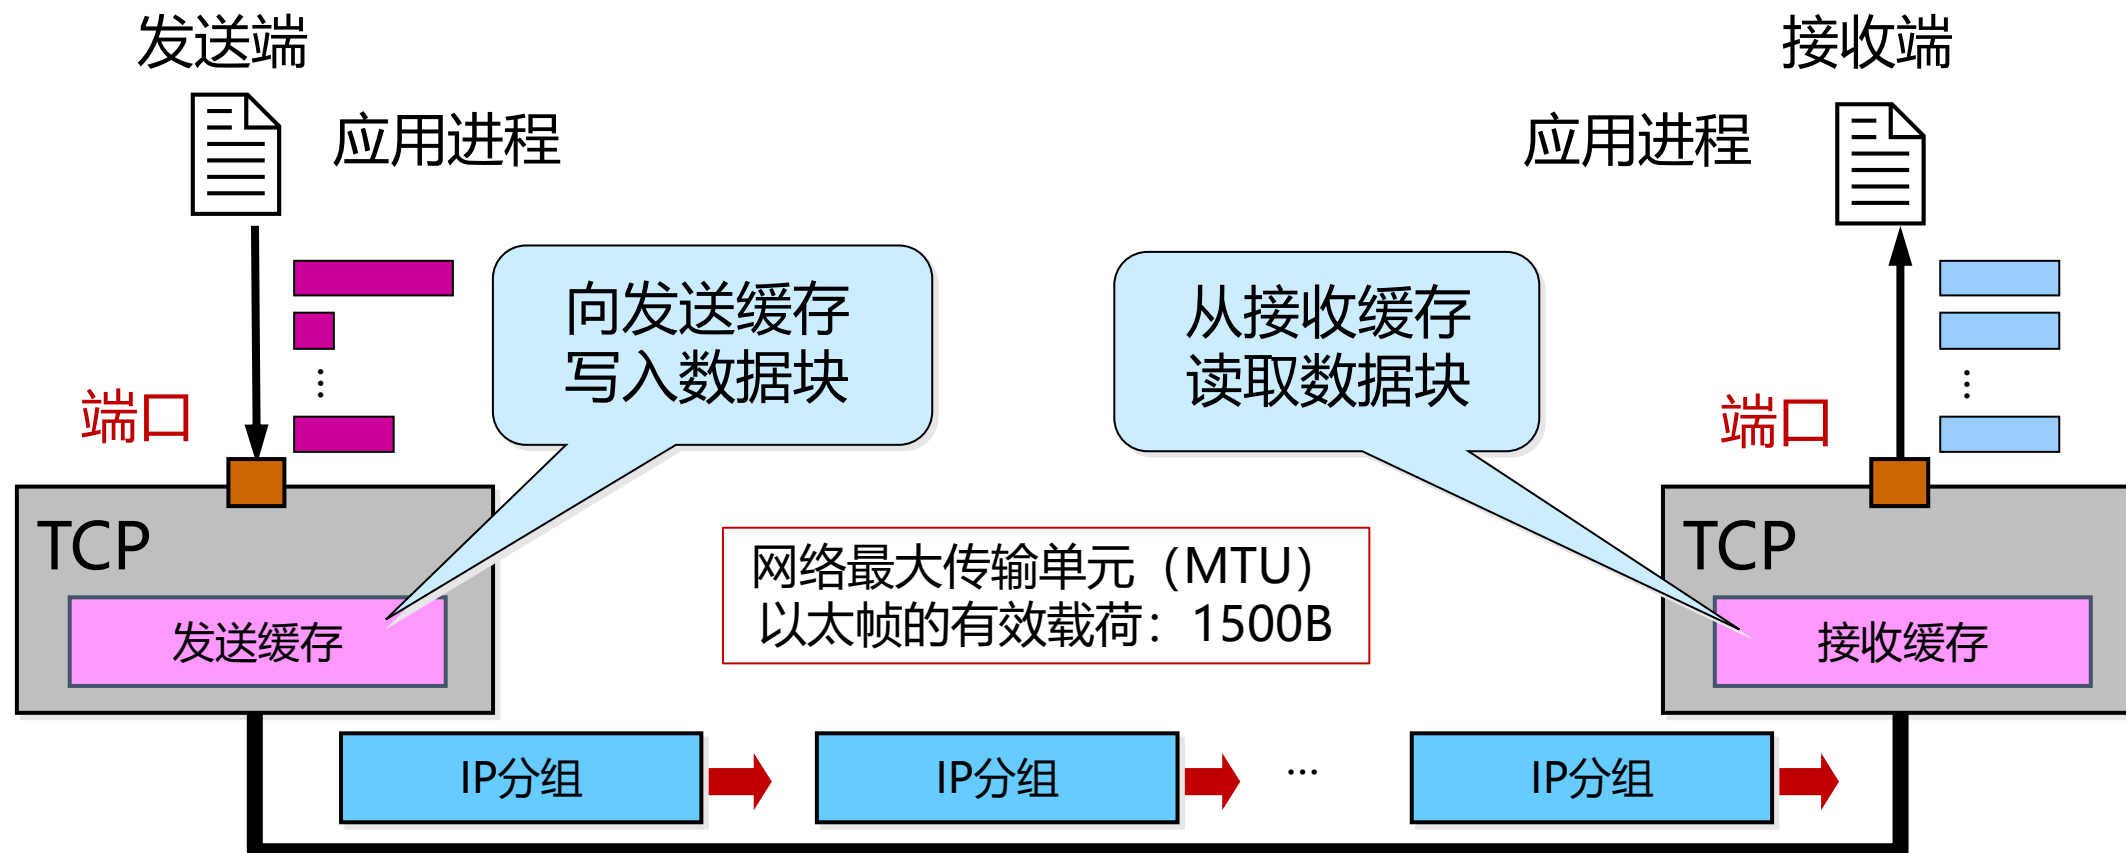 发送端
接收端
应用进程
应用进程
向发送缓存
写入数据块
从接收缓存
读取数据块
端口
端口
TCP
TCP
网络最大传输单元（MTU）
以太帧的有效载荷：1500B
发送缓存
接收缓存
IP分组
IP分组
...
IP分组